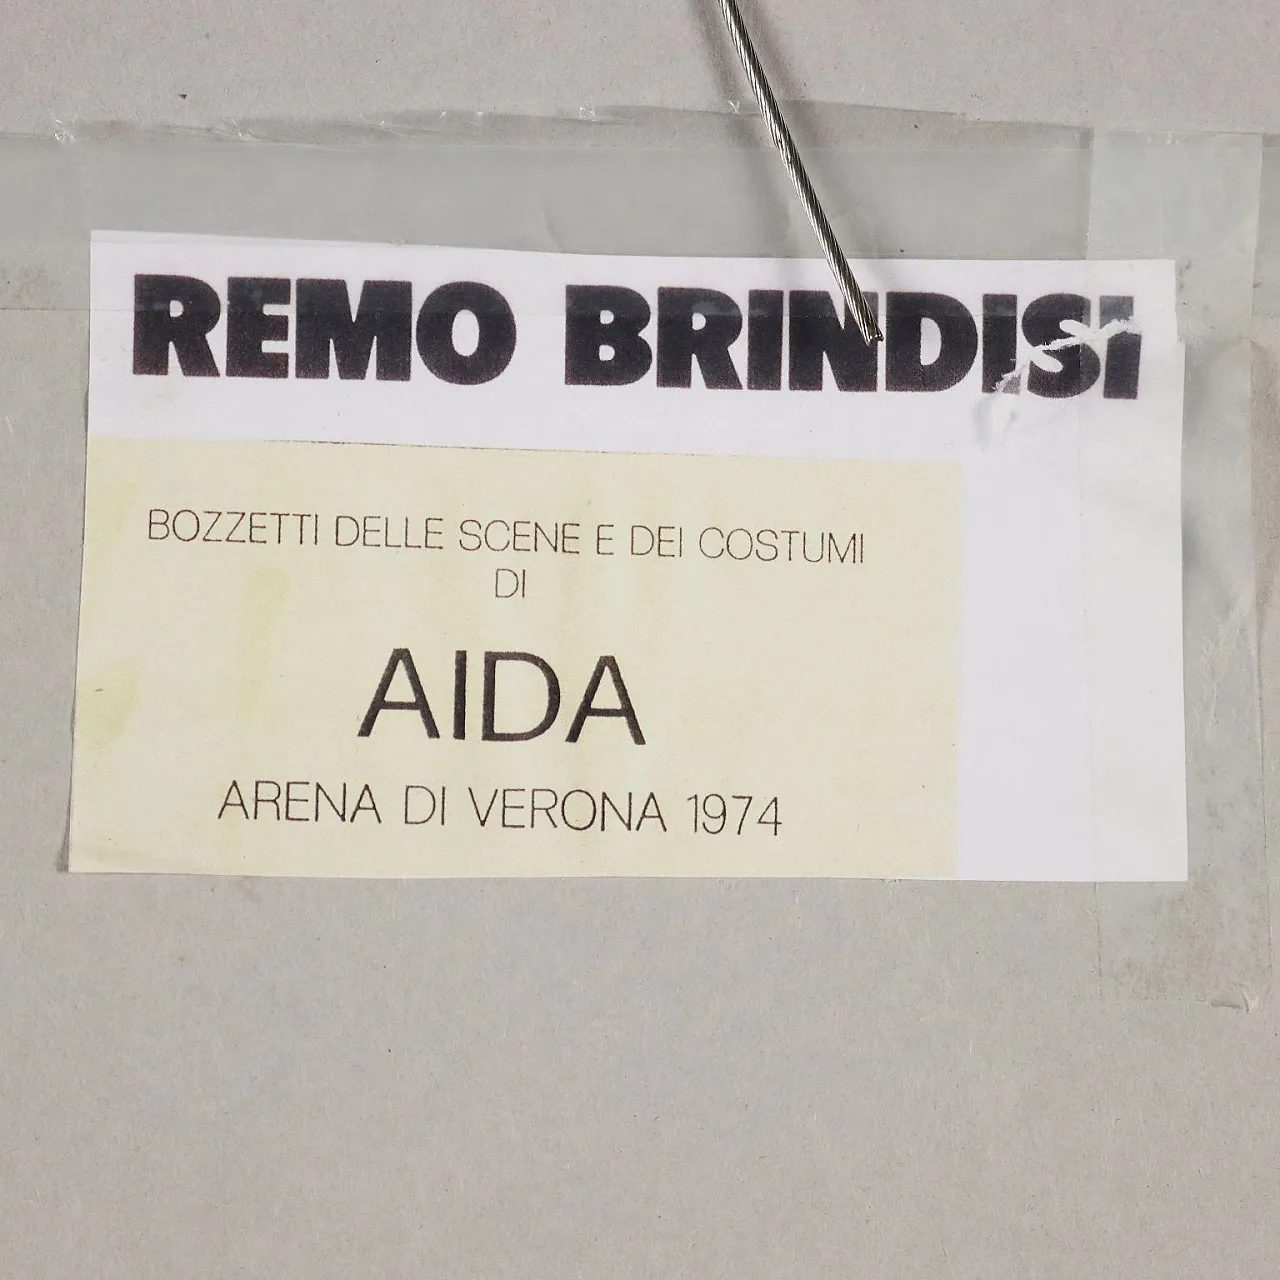 REMO BRINDISI
BOZZETTI DELLE SCENE E DEI COSTUMI
DI
AIDA
ARENA DI VERONA 1974